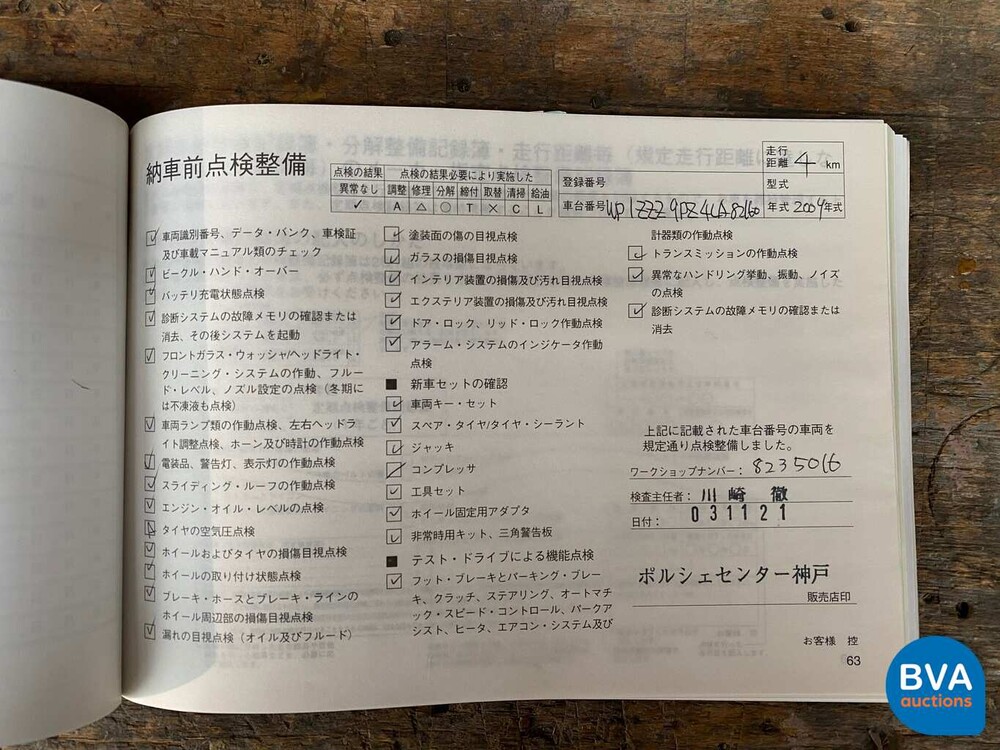 納車前点検整備
点検の結果 点検の結果必要により実施した
異常なし 調整 修理 分解 締付 取替 清掃 給油
✓ A △ ○ T × C L
走行距離 4 km
登録番号 型式
車台番号 WP1ZZZ9PZ4LA82160 年式 2004年式
車両識別番号、データ・バンク、車検証
及び車載マニュアル類のチェック
ビークル・ハンド・オーバー
バッテリ充電状態点検
診断システムの故障メモリの確認または
消去、その後システムを起動
フロントガラス・ウォッシャ/ヘッドライト・
クリーニング・システムの作動、フルー
ド・レベル、ノズル設定の点検(冬期に
は不凍液も点検)
車両ランプ類の作動点検、左右ヘッドラ
イト調整点検、ホーン及び時計の作動点検
電装品、警告灯、表示灯の作動点検
スライディング・ルーフの作動点検
エンジン・オイル・レベルの点検
タイヤの空気圧点検
ホイールおよびタイヤの損傷目視点検
ホイールの取り付け状態点検
ブレーキ・ホースとブレーキ・ラインの
ホイール周辺部の損傷目視点検
漏れの目視点検(オイル及びフルード)
塗装面の傷の目視点検
ガラスの損傷目視点検
インテリア装置の損傷及び汚れ目視点検
エクステリア装置の損傷及び汚れ目視点検
ドア・ロック、リッド・ロック作動点検
アラーム・システムのインジケータ作動
点検
■ 新車セットの確認
車両キー・セット
スペア・タイヤ/タイヤ・シーラント
ジャッキ
コンプレッサ
工具セット
ホイール固定用アダプタ
非常時用キット、三角警告板
■ テスト・ドライブによる機能点検
フット・ブレーキとパーキング・ブレー
キ、クラッチ、ステアリング、オートマチ
ック・スピード・コントロール、パークア
シスト、ヒータ、エアコン・システム及び
計器類の作動点検
トランスミッションの作動点検
異常なハンドリング挙動、振動、ノイズ
の点検
診断システムの故障メモリの確認または
消去
上記に記載された車台番号の車両を
規定通り点検整備しました。
ワークショップナンバー: 8235016
検査主任者: 川崎 徹
日付: 031121
ポルシェセンター神戸
販売店印
お客様 控
63
BVA
auctions